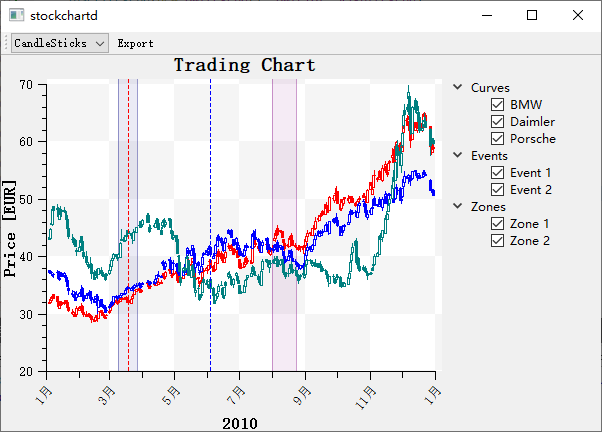 stockchartd
CandleSticks Export
Trading Chart
Price [EUR]
70
60
50
40
30
20
1月 3月 5月 7月 9月 11月 1月
2010
Curves
BMW
Daimler
Porsche
Events
Event 1
Event 2
Zones
Zone 1
Zone 2